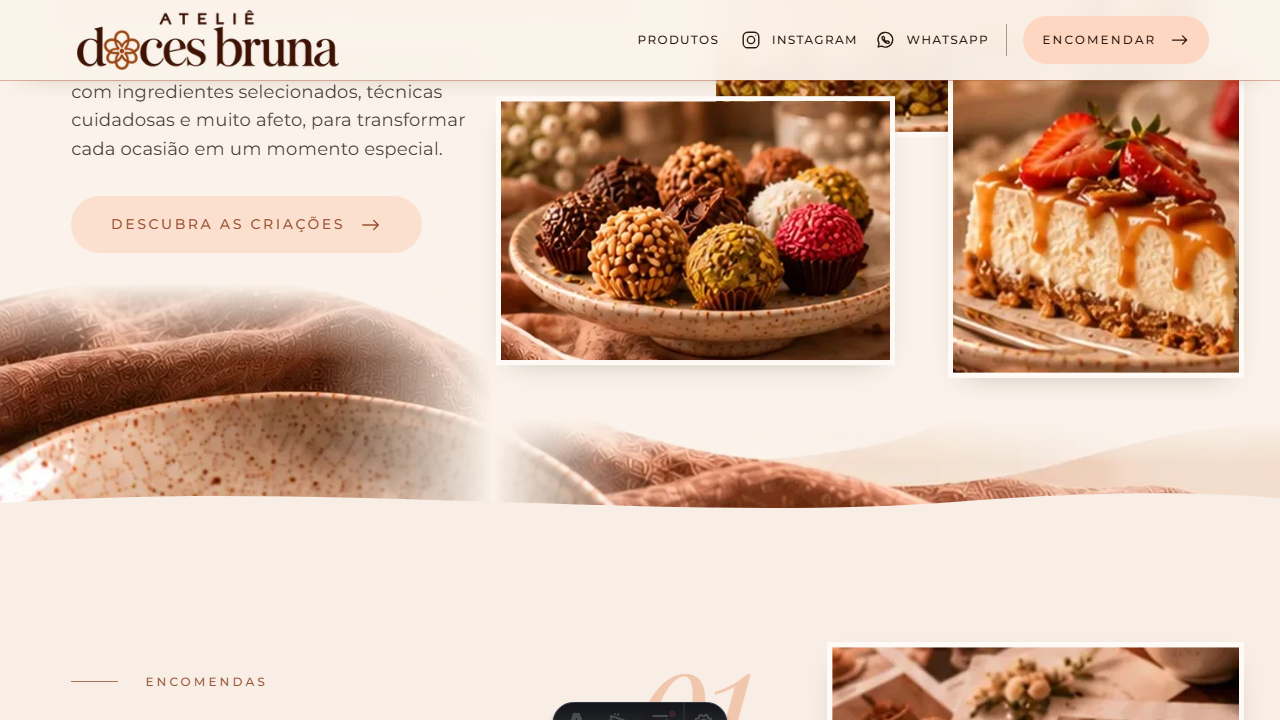 ATELIÊ
doces bruna
PRODUTOS
INSTAGRAM
WHATSAPP
ENCOMENDAR
com ingredientes selecionados, técnicas
cuidadosas e muito afeto, para transformar
cada ocasião em um momento especial.
DESCUBRA AS CRIAÇÕES
ENCOMENDAS
01